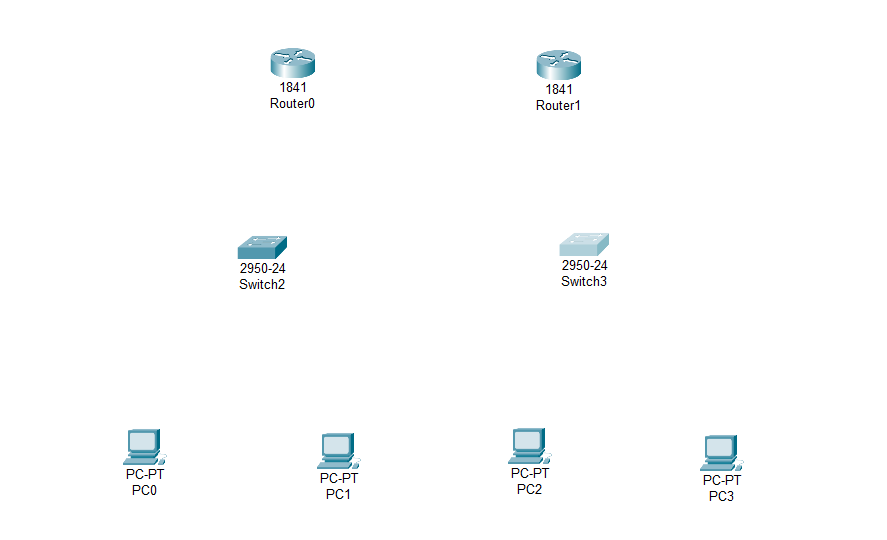 1841
Router0
1841
Router1
2950-24
Switch2
2950-24
Switch3
PC-PT
PC0
PC-PT
PC1
PC-PT
PC2
PC-PT
PC3